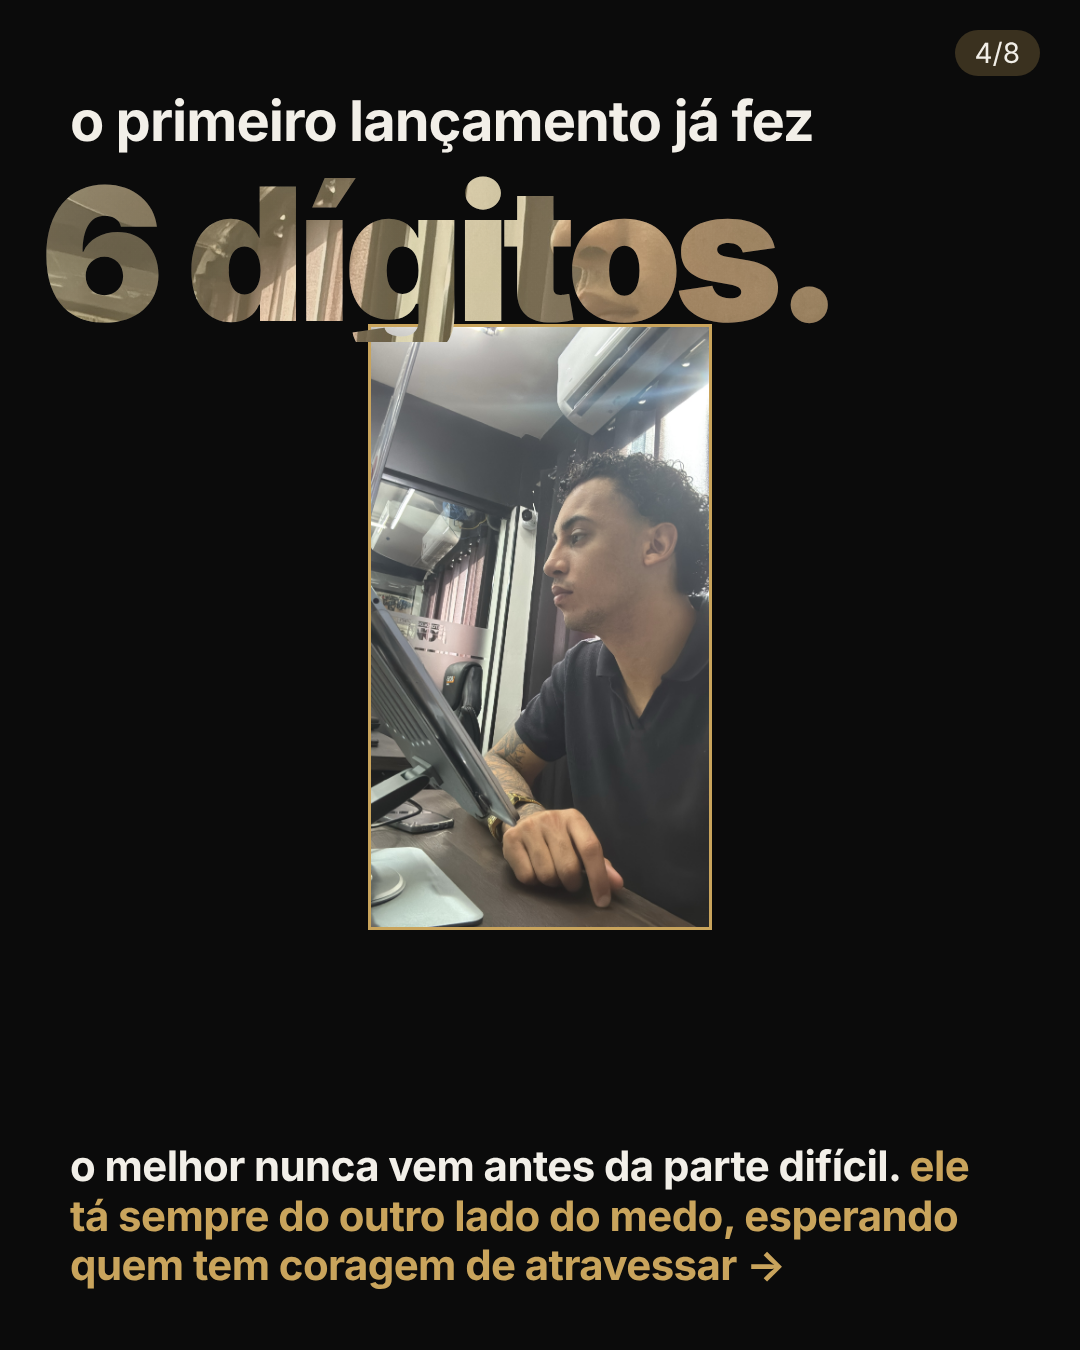 4/8
o primeiro lançamento já fez
6 dígitos.
o melhor nunca vem antes da parte difícil. ele
tá sempre do outro lado do medo, esperando
quem tem coragem de atravessar →